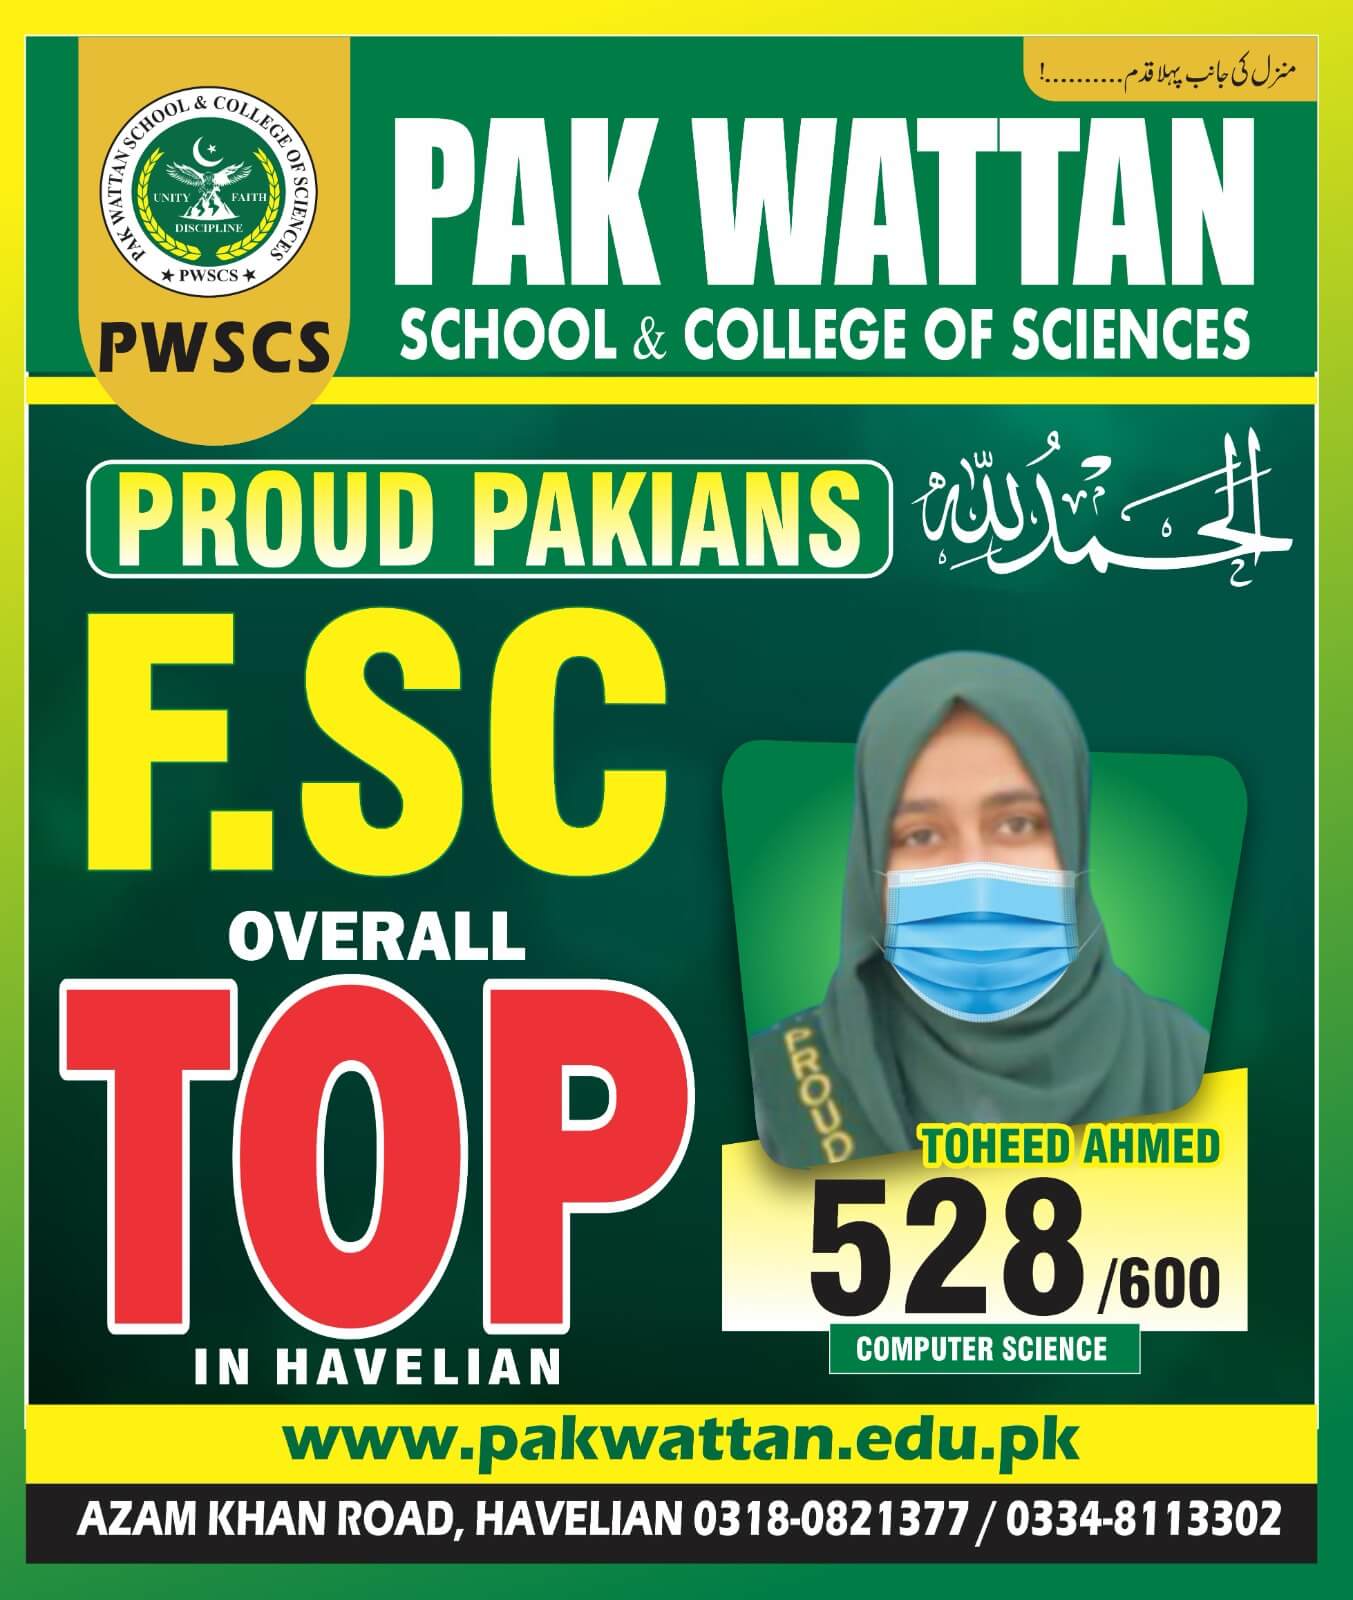 منزل کی جانب پہلا قدم..........!
PAK WATTAN SCHOOL & COLLEGE OF SCIENCES
UNITY FAITH
DISCIPLINE
★ PWSCS ★
PWSCS
PAK WATTAN
SCHOOL & COLLEGE OF SCIENCES
PROUD PAKIANS
الحمدللہ
F.SC
OVERALL
TOP
IN HAVELIAN
PROUD
TOHEED AHMED
528/600
COMPUTER SCIENCE
www.pakwattan.edu.pk
AZAM KHAN ROAD, HAVELIAN 0318-0821377 / 0334-8113302